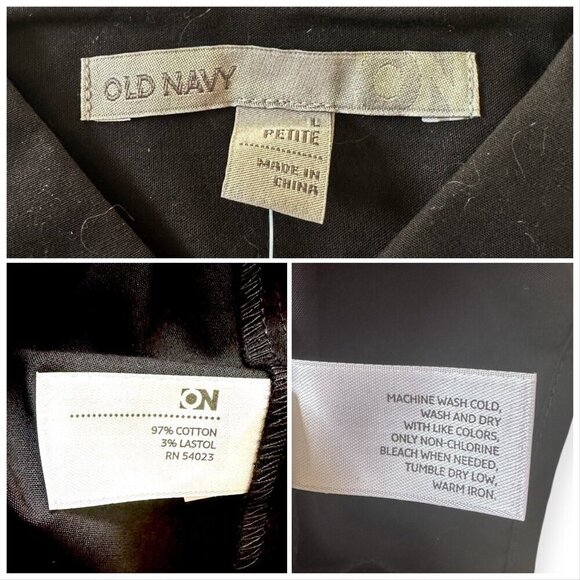 OLD NAVY ON
L
PETITE
MADE IN
CHINA
ON
97% COTTON
3% LASTOL
RN 54023
MACHINE WASH COLD,
WASH AND DRY
WITH LIKE COLORS,
ONLY NON-CHLORINE
BLEACH WHEN NEEDED,
TUMBLE DRY LOW,
WARM IRON.